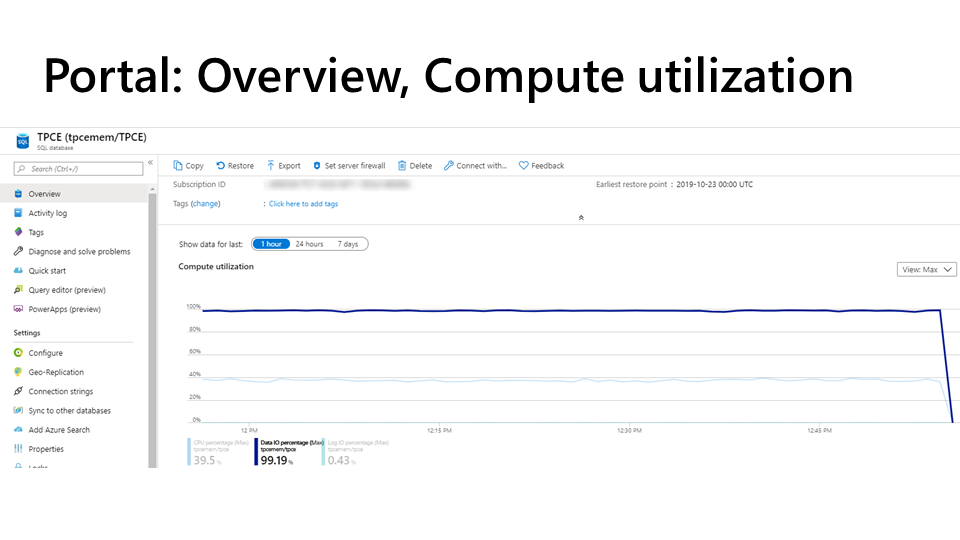 Portal: Overview, Compute utilization
TPCE (tpcemem/TPCE)
SQL database
Search (Ctrl+/)
«
Overview
Activity log
Tags
Diagnose and solve problems
Quick start
Query editor (preview)
PowerApps (preview)
Settings
Configure
Geo-Replication
Connection strings
Sync to other databases
Add Azure Search
Properties
Locks
Copy Restore Export Set server firewall Delete Connect with... Feedback
Subscription ID
Earliest restore point : 2019-10-23 00:00 UTC
Tags (change) : Click here to add tags
Show data for last: 1 hour 24 hours 7 days
Compute utilization
View: Max
100%
80%
60%
40%
20%
0%
12 PM 12:15 PM 12:30 PM 12:45 PM
CPU percentage (Max)
tpcemem/tpce
39.5 %
Data IO percentage (Max)
tpcemem/tpce
99.19 %
Log IO percentage (Max)
tpcemem/tpce
0.43 %